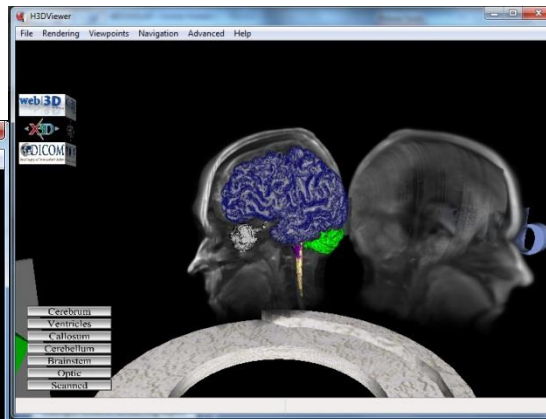 H3DViewer
File Rendering Viewpoints Navigation Advanced Help
web3D
X3D
DICOM
Cerebrum
Ventricles
Callosum
Cerebellum
Brainstem
Optic
Scanned